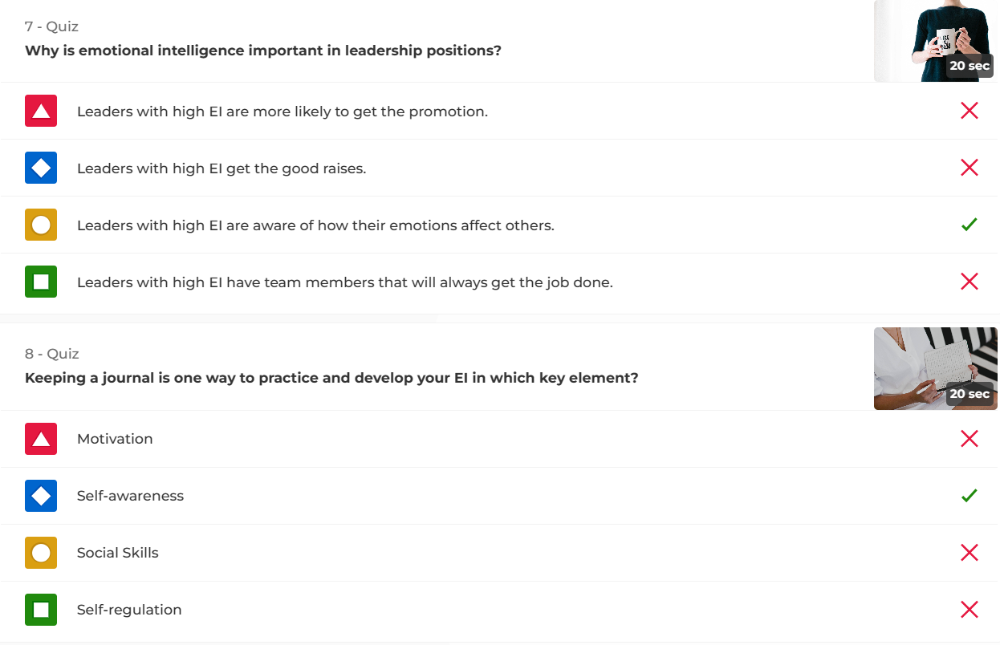 7 - Quiz
Why is emotional intelligence important in leadership positions?
20 sec
Leaders with high EI are more likely to get the promotion.
Leaders with high EI get the good raises.
Leaders with high EI are aware of how their emotions affect others.
Leaders with high EI have team members that will always get the job done.
8 - Quiz
Keeping a journal is one way to practice and develop your EI in which key element?
20 sec
Motivation
Self-awareness
Social Skills
Self-regulation